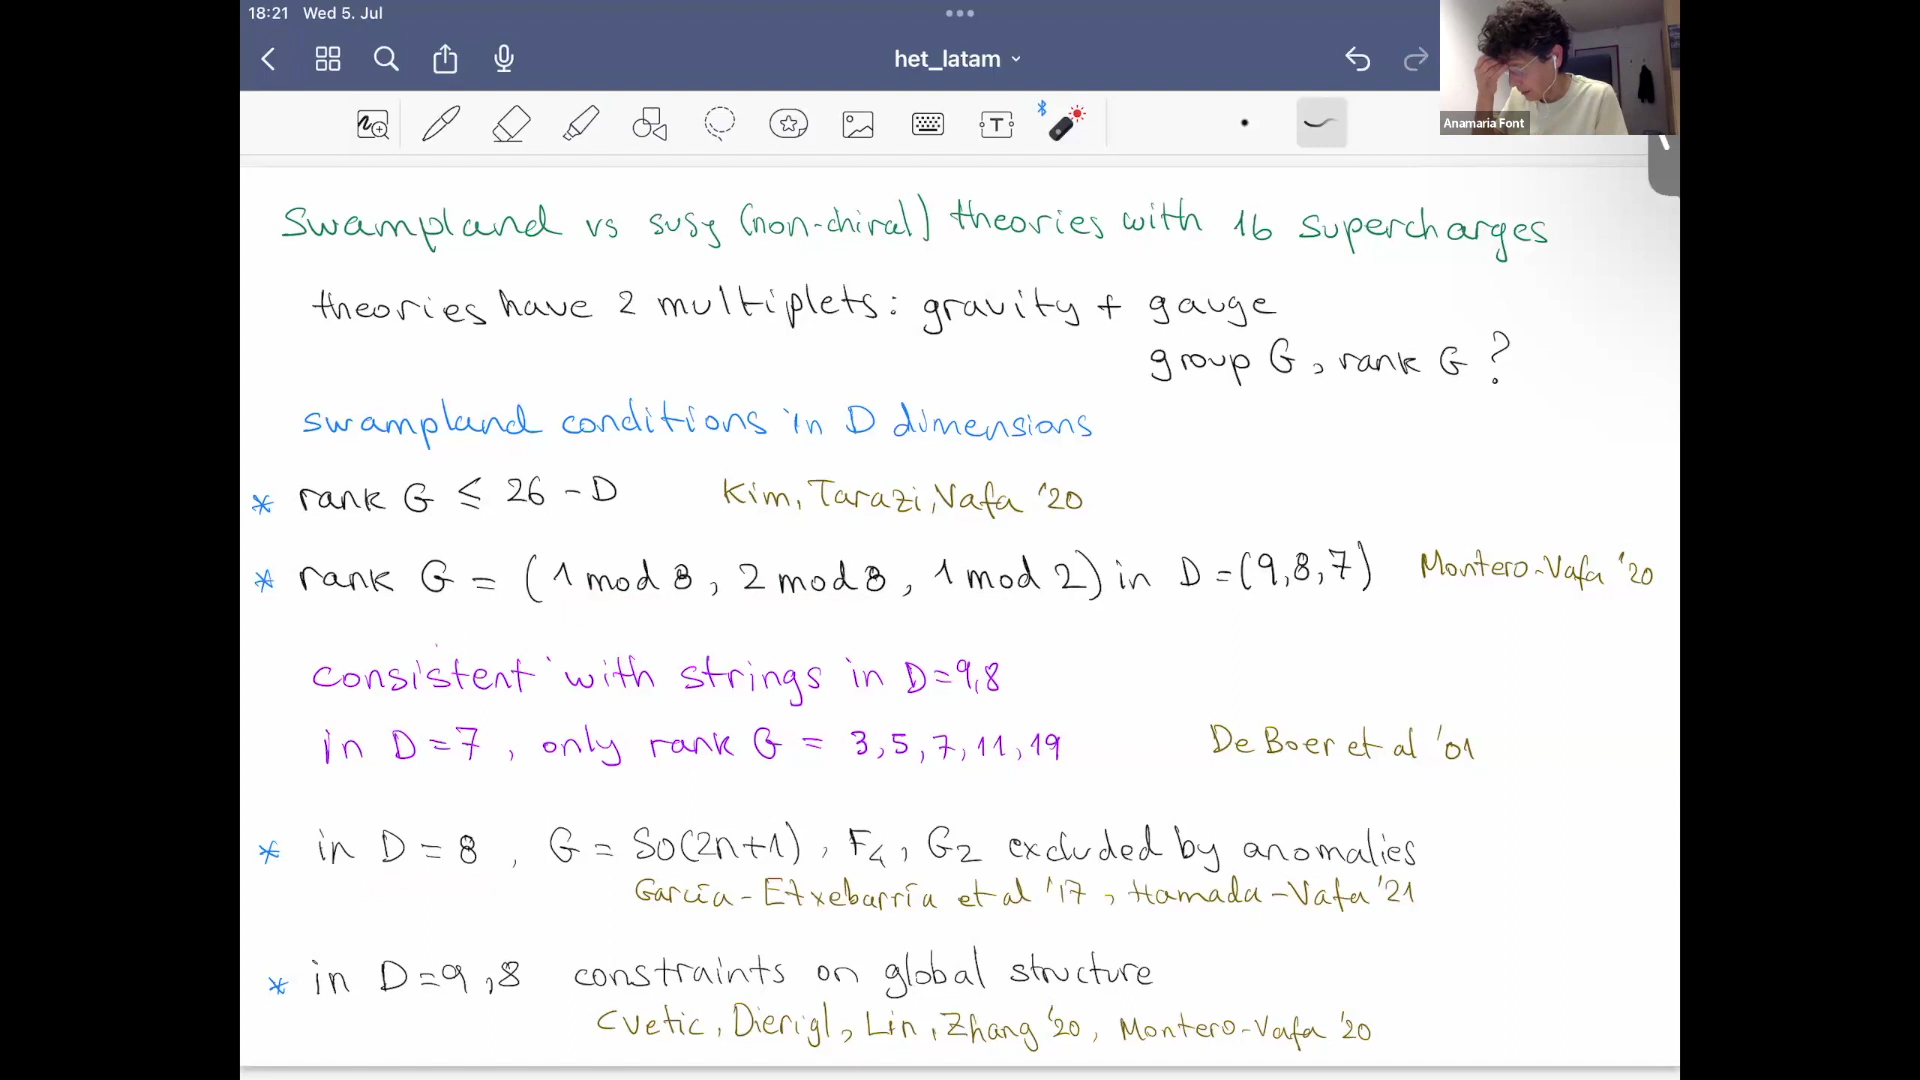 18:21 Wed 5. Jul
het_latam
Anamaria Font
Swampland vs susy (non-chiral) theories with 16 supercharges
theories have 2 multiplets: gravity + gauge
group G, rank G ?
swampland conditions in D dimensions
* rank G ≤ 26 - D Kim, Tarazi, Vafa '20
* rank G = (1 mod 8, 2 mod 8, 1 mod 2) in D = (9,8,7) Montero-Vafa '20
consistent with strings in D=9,8
in D=7, only rank G = 3,5,7,11,19 De Boer et al '01
* in D = 8, G = SO(2n+1), F₄, G₂ excluded by anomalies
García-Etxebarría et al '17, Hamada-Vafa '21
* in D=9,8 constraints on global structure
Cvetic, Dierigl, Lin, Zhang '20, Montero-Vafa '20